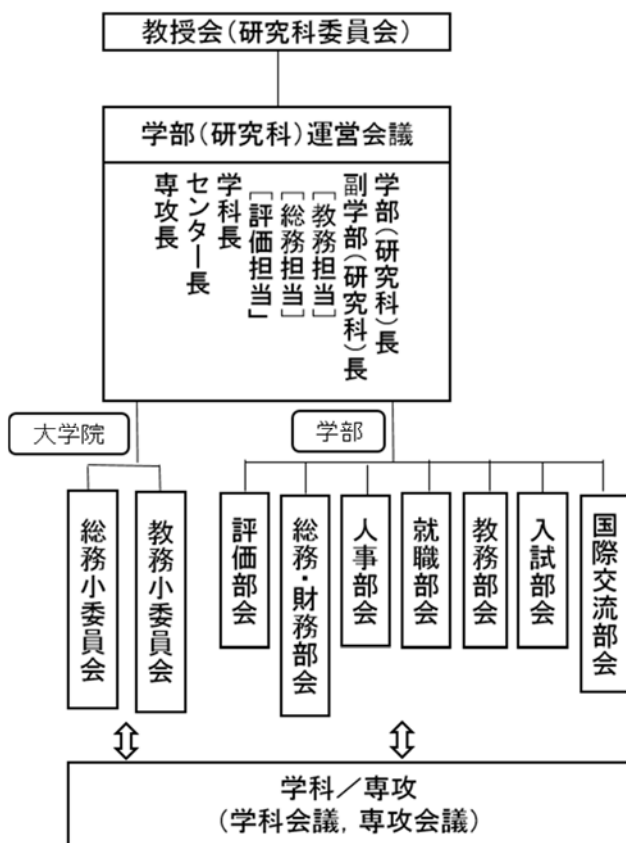 教授会(研究科委員会)
学部(研究科)運営会議
学部(研究科)長
副学部(研究科)長
［教務担当］
［総務担当］
［評価担当」
学科長
センター長
専攻長
大学院
学部
総務小委員会
教務小委員会
評価部会
総務・財務部会
人事部会
就職部会
教務部会
入試部会
国際交流部会
学科／専攻
(学科会議, 専攻会議)